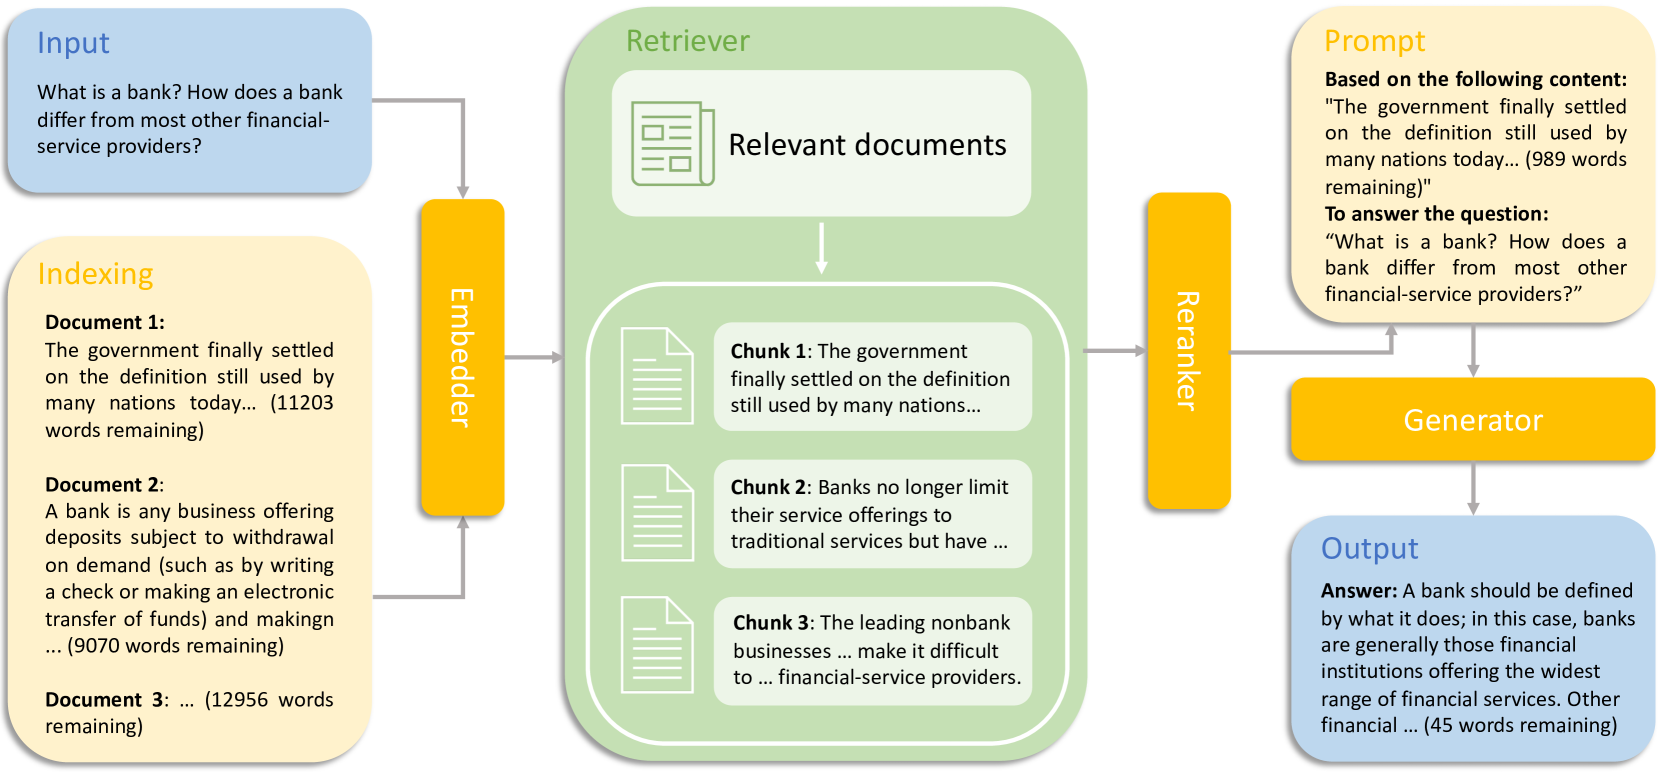 Input
What is a bank? How does a bank
differ from most other financial-
service providers?
Indexing
Document 1:
The government finally settled
on the definition still used by
many nations today... (11203
words remaining)
Document 2:
A bank is any business offering
deposits subject to withdrawal
on demand (such as by writing
a check or making an electronic
transfer of funds) and makingn
... (9070 words remaining)
Document 3: ... (12956 words
remaining)
Embedder
Retriever
Relevant documents
Chunk 1: The government
finally settled on the definition
still used by many nations...
Chunk 2: Banks no longer limit
their service offerings to
traditional services but have ...
Chunk 3: The leading nonbank
businesses ... make it difficult
to ... financial-service providers.
Reranker
Prompt
Based on the following content:
"The government finally settled
on the definition still used by
many nations today... (989 words
remaining)"
To answer the question:
“What is a bank? How does a
bank differ from most other
financial-service providers?”
Generator
Output
Answer: A bank should be defined
by what it does; in this case, banks
are generally those financial
institutions offering the widest
range of financial services. Other
financial ... (45 words remaining)